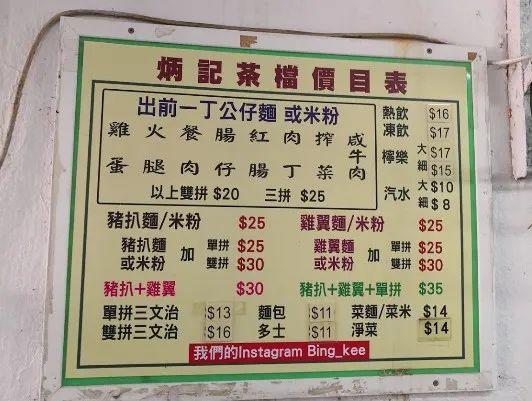 炳記茶檔價目表
出前一丁公仔麵 或米粉
雞 火 餐 腸 紅 肉 榨 咸牛肉
蛋 腿 肉 仔 腸 丁 菜
以上雙拼 $20 三拼 $25
熱飲 $16
凍飲 $17
檸樂 大 $17
細 $15
汽水 大 $10
細 $8
豬扒麵/米粉 $25 雞翼麵/米粉 $25
豬扒麵或米粉 加 單拼 $25
雙拼 $30
雞翼麵或米粉 加 單拼 $25
雙拼 $30
豬扒+雞翼 $30 豬扒+雞翼+單拼 $35
單拼三文治 $13 麵包 $11 菜麵/菜米 $14
雙拼三文治 $16 多士 $11 淨菜 $14
我們的Instagram Bing_kee